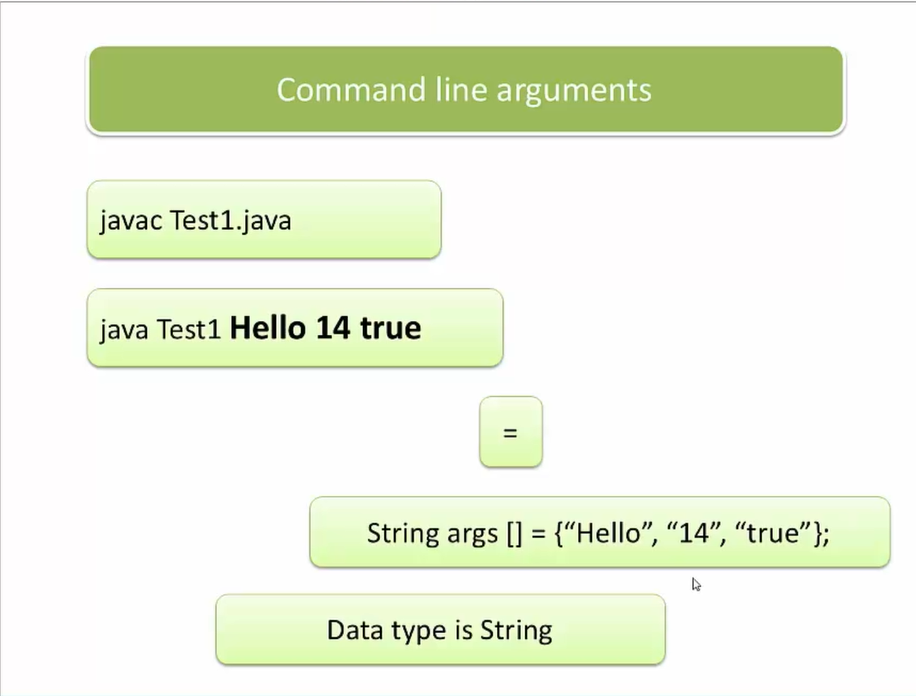 Command line arguments
javac Test1.java
java Test1 Hello 14 true
=
String args [] = {“Hello”, “14”, “true”};
Data type is String